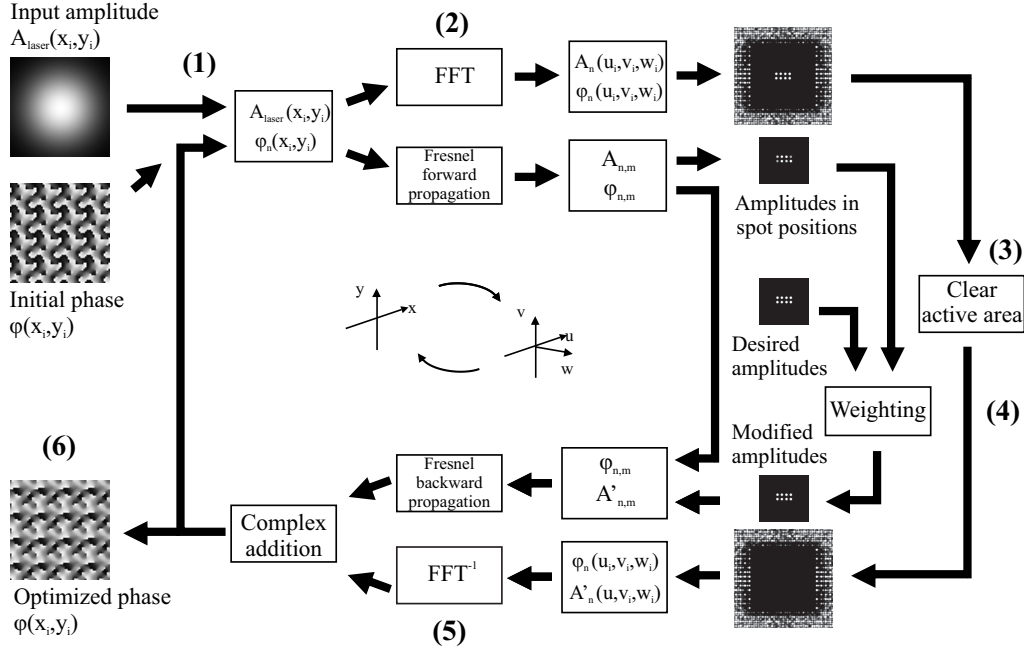 Input amplitude
A_laser(x_i,y_i)
(1)
(2)
FFT
A_n(u_i,v_i,w_i)
φ_n(u_i,v_i,w_i)
A_laser(x_i,y_i)
φ_n(x_i,y_i)
Fresnel
forward
propagation
A_n,m
φ_n,m
Amplitudes in
spot positions
(3)
Clear
active area
Initial phase
φ(x_i,y_i)
y
x
v
u
w
Desired
amplitudes
Weighting
(4)
Modified
amplitudes
(6)
Fresnel
backward
propagation
φ_n,m
A'_n,m
Complex
addition
FFT⁻¹
φ_n(u_i,v_i,w_i)
A'_n(u,v_i,w_i)
(5)
Optimized phase
φ(x_i,y_i)